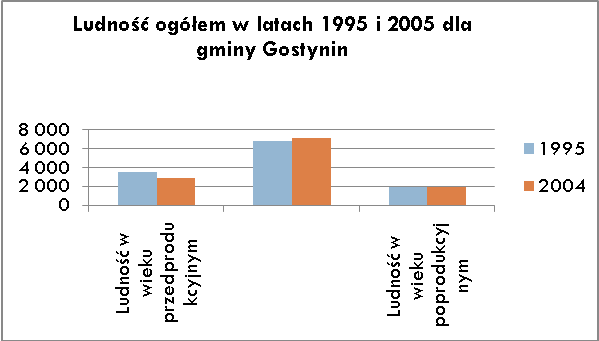 Ludność ogółem w latach 1995 i 2005 dla
gminy Gostynin
8 000
6 000
4 000
2 000
0
1995
2004
Ludność w
wieku
przedprodu
kcyjnym
Ludność w
wieku
poprodukcyj
nym